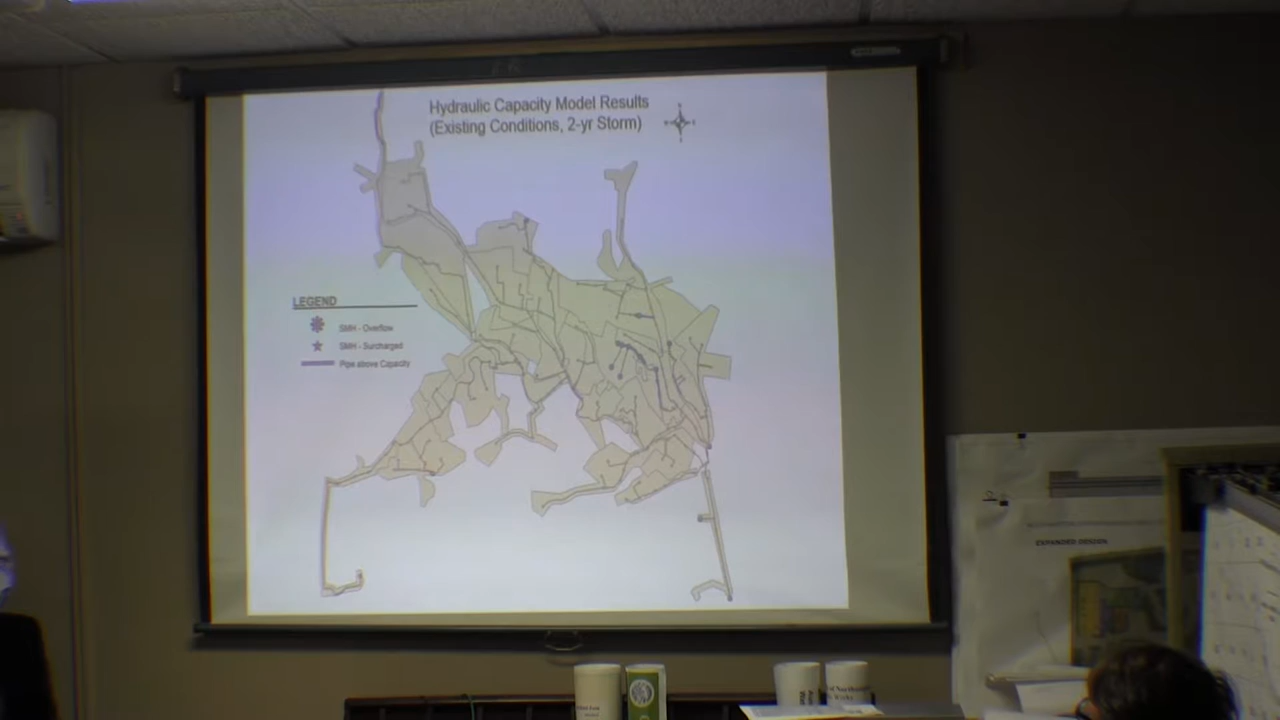 Hydraulic Capacity Model Results
(Existing Conditions, 2-yr Storm)
LEGEND
SMH - Overflow
SMH - Surcharged
Pipe above Capacity
EXPANDED DESIGN